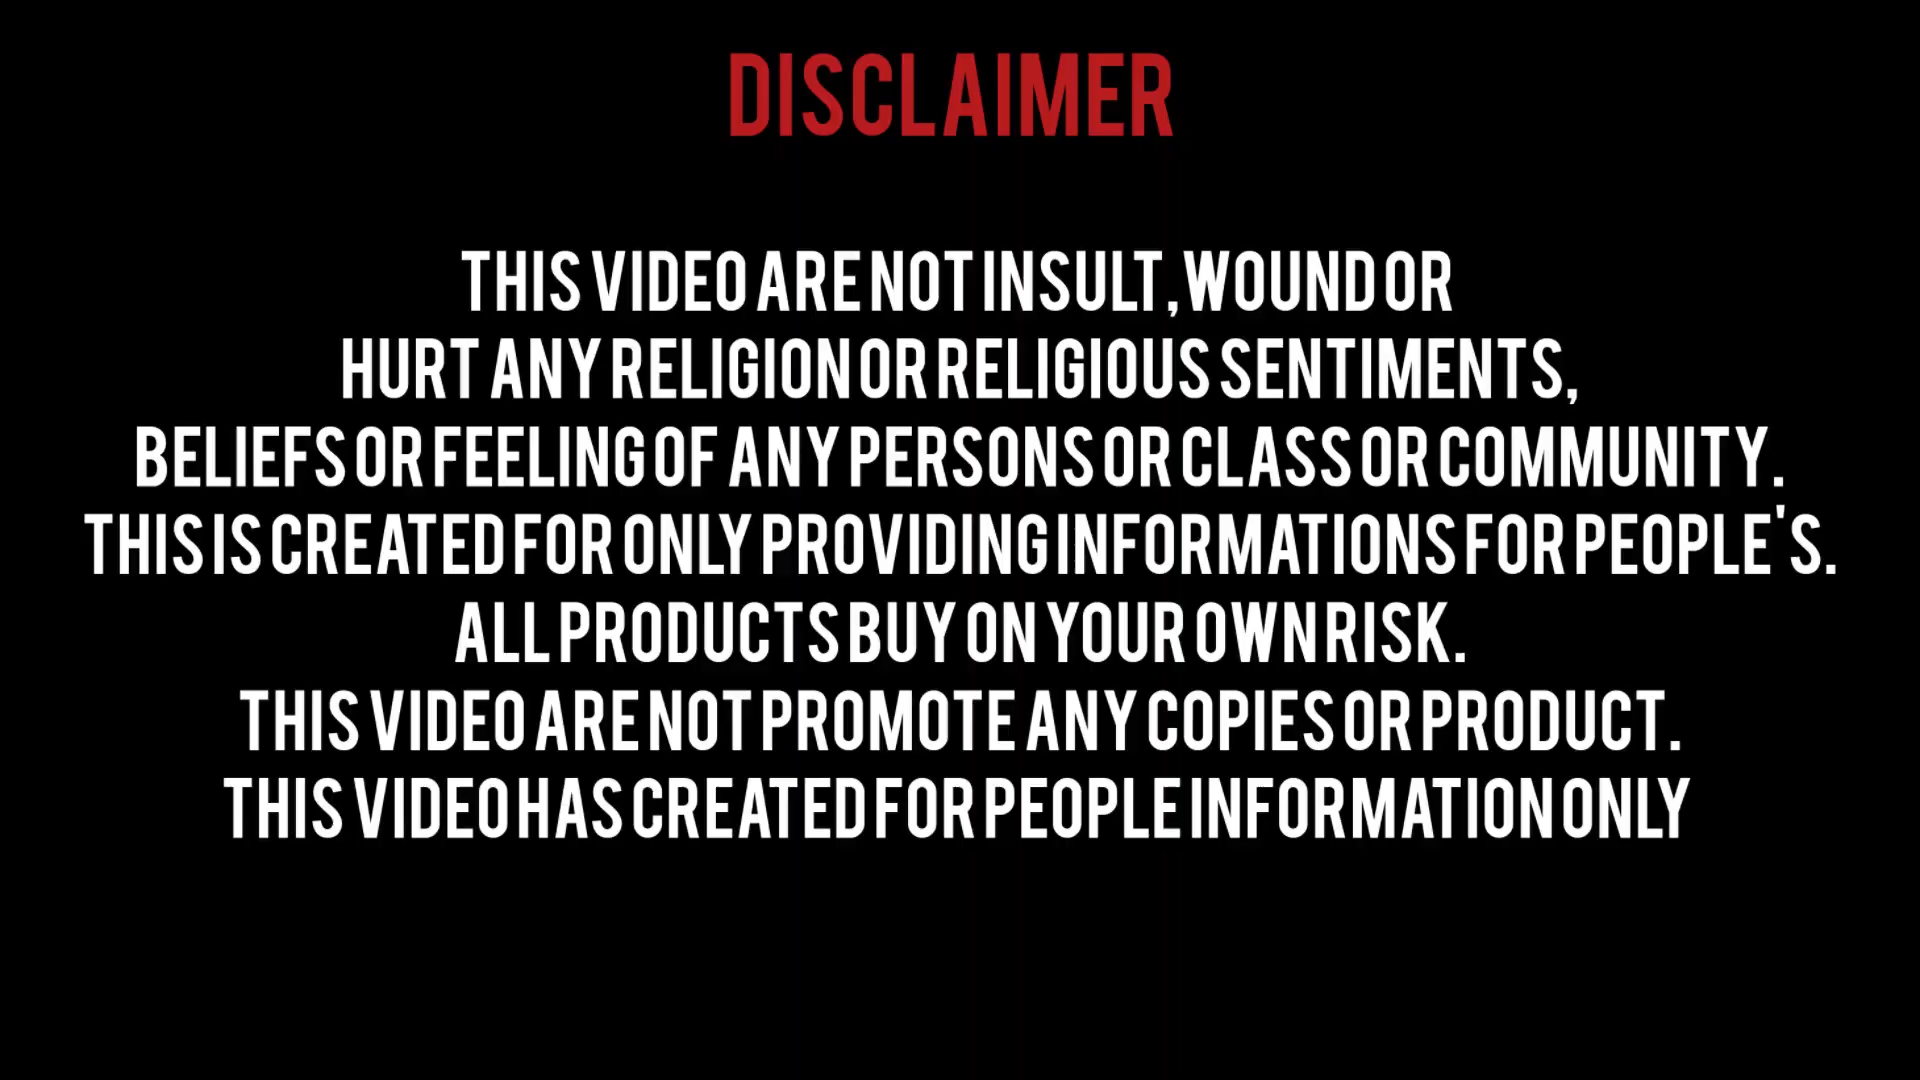 DISCLAIMER
THIS VIDEO ARE NOT INSULT, WOUND OR
HURT ANY RELIGION OR RELIGIOUS SENTIMENTS,
BELIEFS OR FEELING OF ANY PERSONS OR CLASS OR COMMUNITY.
THIS IS CREATED FOR ONLY PROVIDING INFORMATIONS FOR PEOPLE'S.
ALL PRODUCTS BUY ON YOUR OWN RISK.
THIS VIDEO ARE NOT PROMOTE ANY COPIES OR PRODUCT.
THIS VIDEO HAS CREATED FOR PEOPLE INFORMATION ONLY